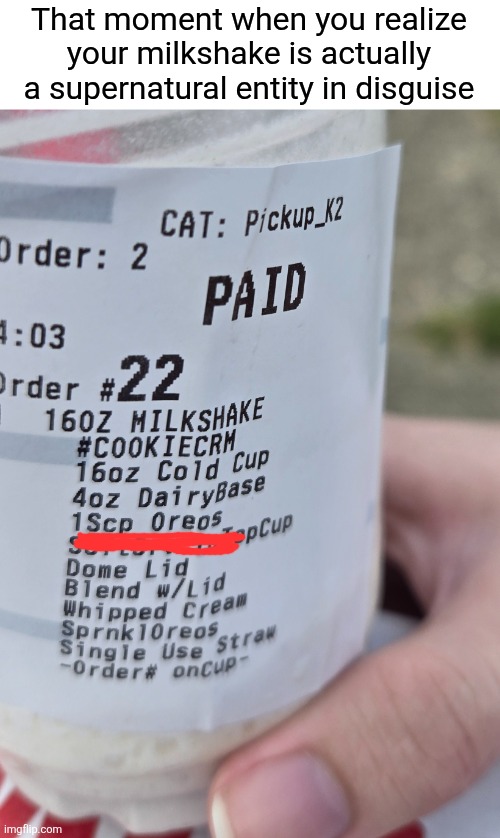 That moment when you realize
your milkshake is actually
a supernatural entity in disguise
CAT: Pickup_K2
Order: 2
PAID
4:03
Order #22
16OZ MILKSHAKE
#COOKIECRM
16oz Cold Cup
4oz DairyBase
1Scp Oreos
Dome Lid
Blend w/Lid
Whipped Cream
SprnklOreos
Single Use Straw
-Order# onCup-
imgflip.com